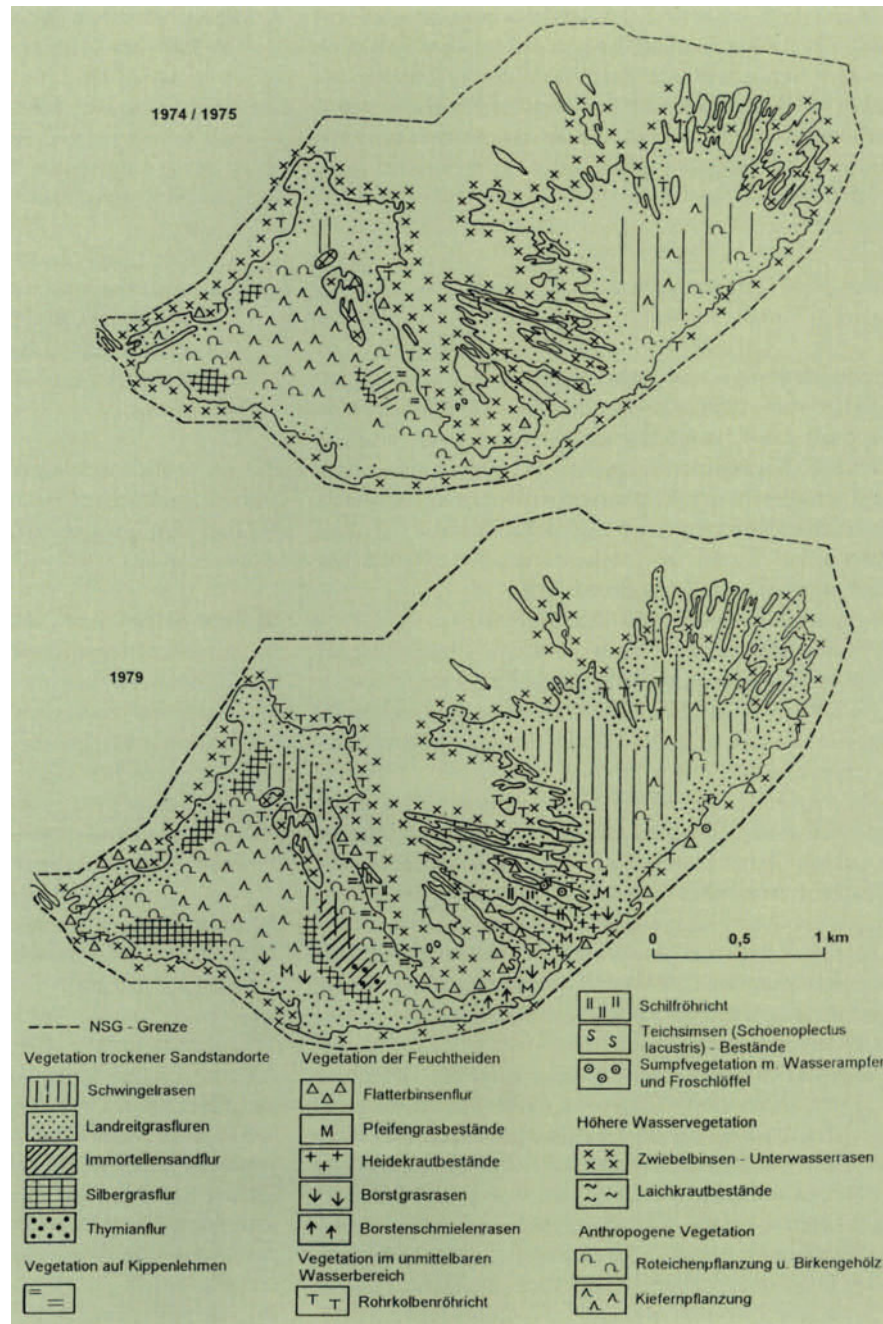 1974 / 1975
1979
0 0,5 1 km
NSG - Grenze
Vegetation trockener Sandstandorte
Schwingelrasen
Landreitgrasfluren
Immortellensandflur
Silbergrasflur
Thymianflur
Vegetation auf Kippenlehmen
Vegetation der Feuchtheiden
Flatterbinsenflur
M Pfeifengrasbestände
Heidekrautbestände
Borstgrasrasen
Borstenschmielenrasen
Vegetation im unmittelbaren
Wasserbereich
T T Rohrkolbenröhricht
Schilfröhricht
S S Teichsimsen (Schoenoplectus
lacustris) - Bestände
Sumpfvegetation m. Wasserampfer
und Froschlöffel
Höhere Wasservegetation
Zwiebelbinsen - Unterwasserrasen
Laichkrautbestände
Anthropogene Vegetation
Roteichenpflanzung u. Birkengehölz
Kiefernpflanzung